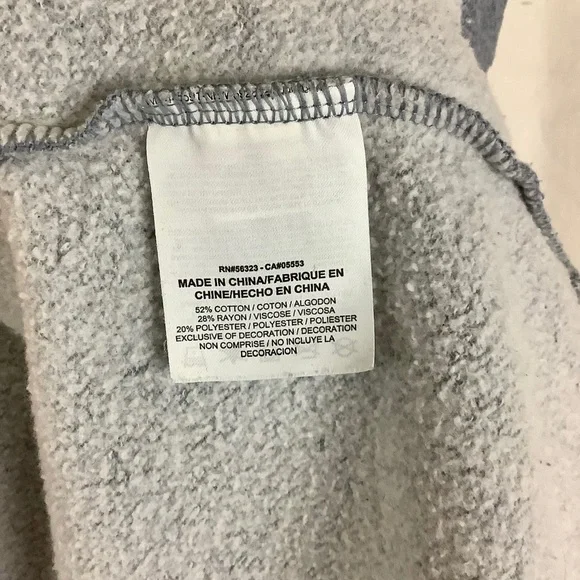 RN#56323 - CA#05553
MADE IN CHINA/FABRIQUE EN
CHINE/HECHO EN CHINA
52% COTTON / COTON / ALGODON
28% RAYON / VISCOSE / VISCOSA
20% POLYESTER / POLYESTER / POLIESTER
EXCLUSIVE OF DECORATION / DECORATION
NON COMPRISE / NO INCLUYE LA
DECORACION